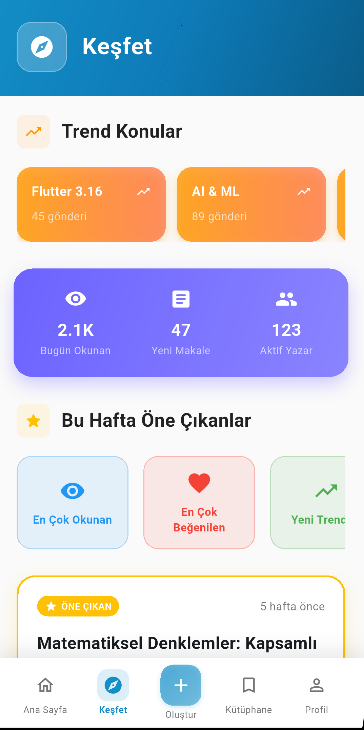 Keşfet
Trend Konular
Flutter 3.16
45 gönderi
AI & ML
89 gönderi
2.1K
Bugün Okunan
47
Yeni Makale
123
Aktif Yazar
Bu Hafta Öne Çıkanlar
En Çok Okunan
En Çok
Beğenilen
Yeni Trend
ÖNE ÇIKAN
5 hafta önce
Matematiksel Denklemler: Kapsamlı
Ana Sayfa
Keşfet
Oluştur
Kütüphane
Profil